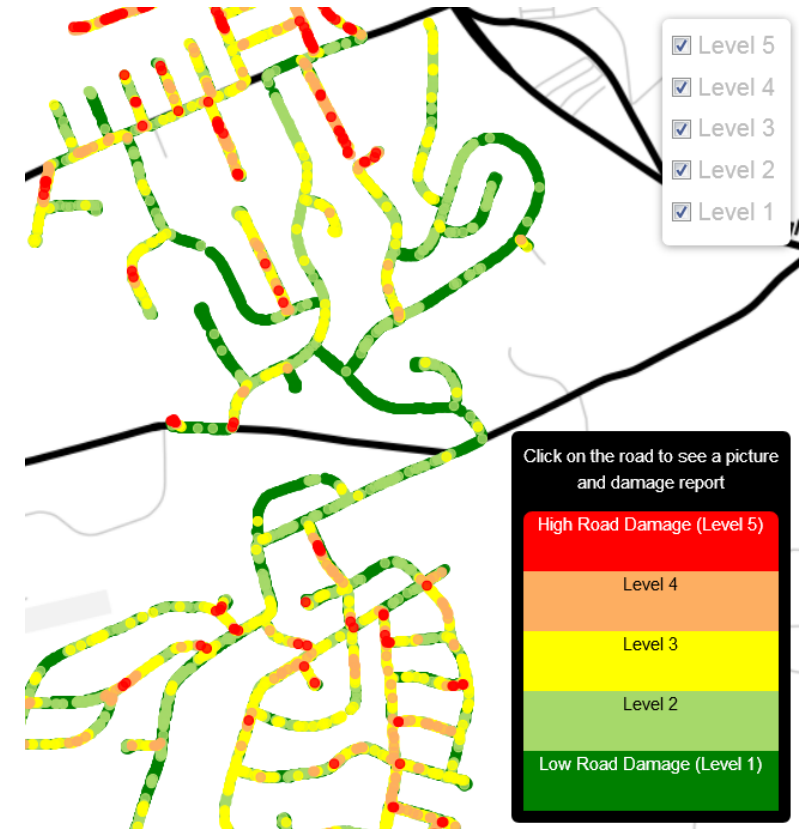 Level 5
Level 4
Level 3
Level 2
Level 1
Click on the road to see a picture
and damage report
High Road Damage (Level 5)
Level 4
Level 3
Level 2
Low Road Damage (Level 1)